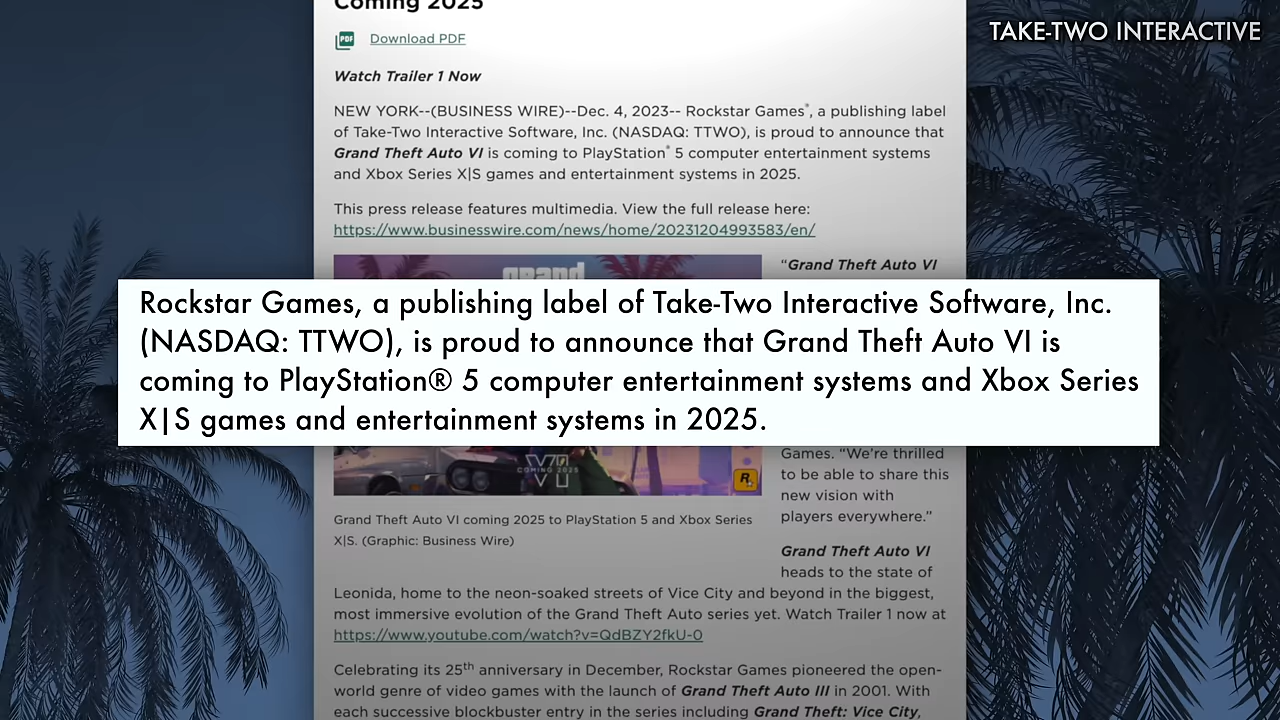 TAKE-TWO INTERACTIVE
Coming 2025
PDF
Download PDF
Watch Trailer 1 Now
NEW YORK--(BUSINESS WIRE)--Dec. 4, 2023-- Rockstar Games®, a publishing label
of Take-Two Interactive Software, Inc. (NASDAQ: TTWO), is proud to announce that
Grand Theft Auto VI is coming to PlayStation® 5 computer entertainment systems
and Xbox Series X|S games and entertainment systems in 2025.
This press release features multimedia. View the full release here:
https://www.businesswire.com/news/home/20231204993583/en/
grand
“Grand Theft Auto VI
Rockstar Games, a publishing label of Take-Two Interactive Software, Inc.
(NASDAQ: TTWO), is proud to announce that Grand Theft Auto VI is
coming to PlayStation® 5 computer entertainment systems and Xbox Series
X|S games and entertainment systems in 2025.
VI
COMING 2025
R
Games. “We’re thrilled
to be able to share this
new vision with
players everywhere.”
Grand Theft Auto VI coming 2025 to PlayStation 5 and Xbox Series
X|S. (Graphic: Business Wire)
Grand Theft Auto VI
heads to the state of
Leonida, home to the neon-soaked streets of Vice City and beyond in the biggest,
most immersive evolution of the Grand Theft Auto series yet. Watch Trailer 1 now at
https://www.youtube.com/watch?v=QdBZY2fkU-0
Celebrating its 25th anniversary in December, Rockstar Games pioneered the open-
world genre of video games with the launch of Grand Theft Auto III in 2001. With
each successive blockbuster entry in the series including Grand Theft: Vice City,